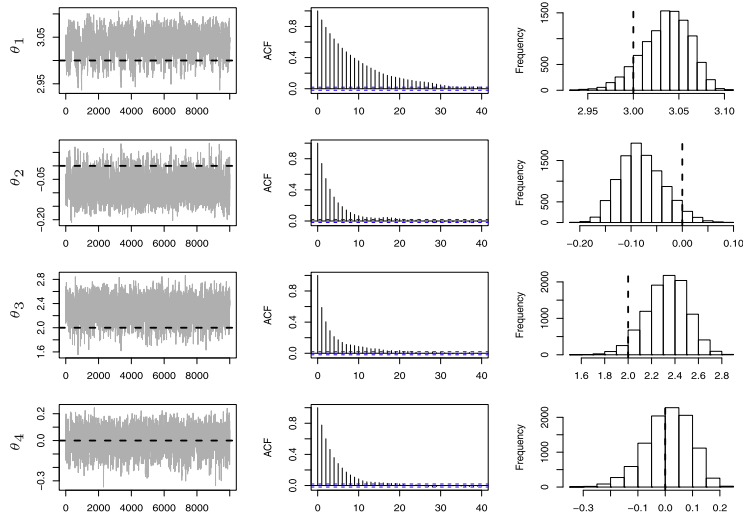 θ1
3.05
2.95
0 2000 4000 6000 8000
ACF
0.8
0.4
0.0
0 10 20 30 40
Frequency
1500
500
0
2.95 3.00 3.05 3.10
θ2
−0.05
−0.20
0 2000 4000 6000 8000
ACF
0.8
0.4
0.0
0 10 20 30 40
Frequency
1500
500
0
−0.20 −0.10 0.00 0.10
θ3
2.8
2.4
2.0
1.6
0 2000 4000 6000 8000
ACF
0.8
0.4
0.0
0 10 20 30 40
Frequency
2000
1000
0
1.6 1.8 2.0 2.2 2.4 2.6 2.8
θ4
0.2
0.0
−0.3
0 2000 4000 6000 8000
ACF
0.8
0.4
0.0
0 10 20 30 40
Frequency
2000
1000
0
−0.3 −0.1 0.0 0.1 0.2